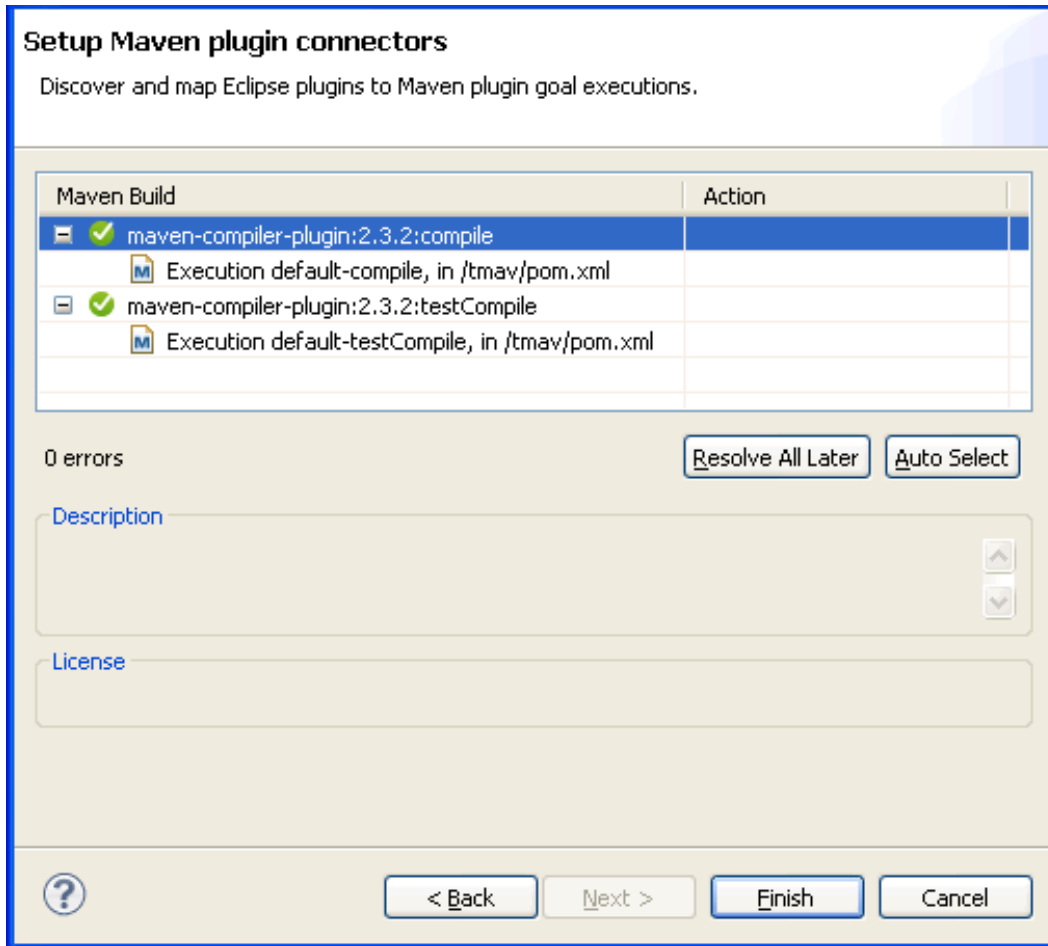 Setup Maven plugin connectors
Discover and map Eclipse plugins to Maven plugin goal executions.
Maven Build Action
maven-compiler-plugin:2.3.2:compile
M Execution default-compile, in /tmav/pom.xml
maven-compiler-plugin:2.3.2:testCompile
M Execution default-testCompile, in /tmav/pom.xml
0 errors Resolve All Later Auto Select
Description
License
? < Back Next > Finish Cancel